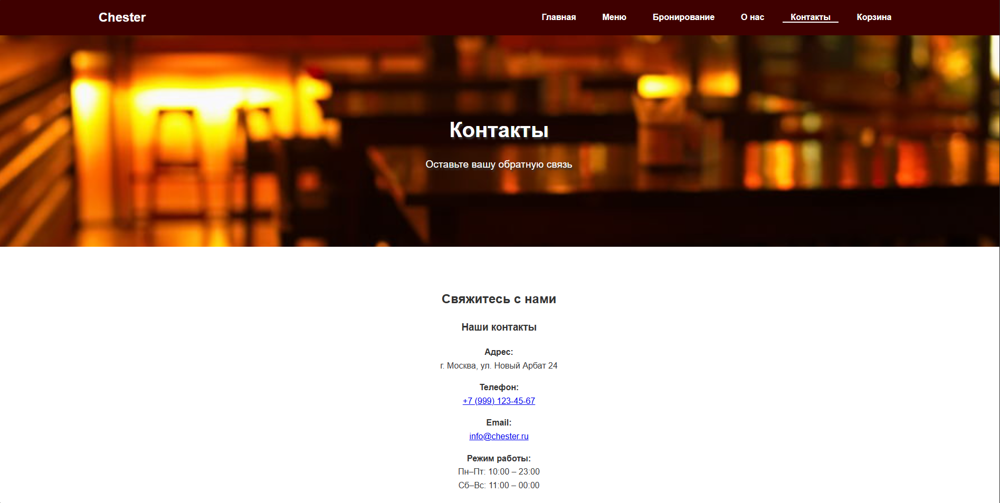 Chester
Главная Меню Бронирование О нас Контакты Корзина
Контакты
Оставьте вашу обратную связь
Свяжитесь с нами
Наши контакты
Адрес:
г. Москва, ул. Новый Арбат 24
Телефон:
+7 (999) 123-45-67
Email:
info@chester.ru
Режим работы:
Пн–Пт: 10:00 – 23:00
Сб–Вс: 11:00 – 00:00